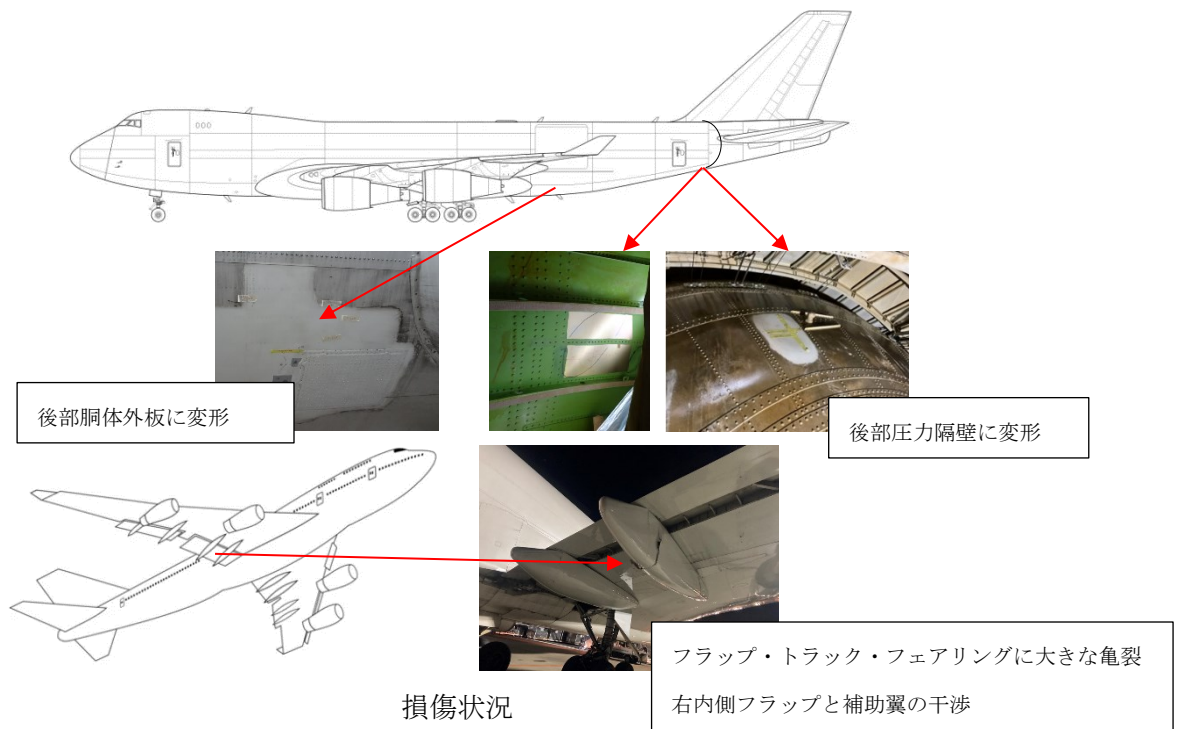 後部胴体外板に変形
後部圧力隔壁に変形
フラップ・トラック・フェアリングに大きな亀裂
右内側フラップと補助翼の干渉
損傷状況